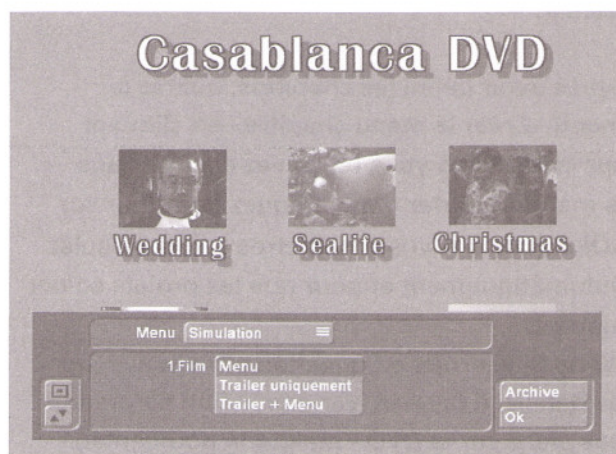 Casablanca DVD
Wedding Sealife Christmas
Menu Simulation
1.Film Menu
Trailer uniquement
Trailer + Menu
Archive
Ok